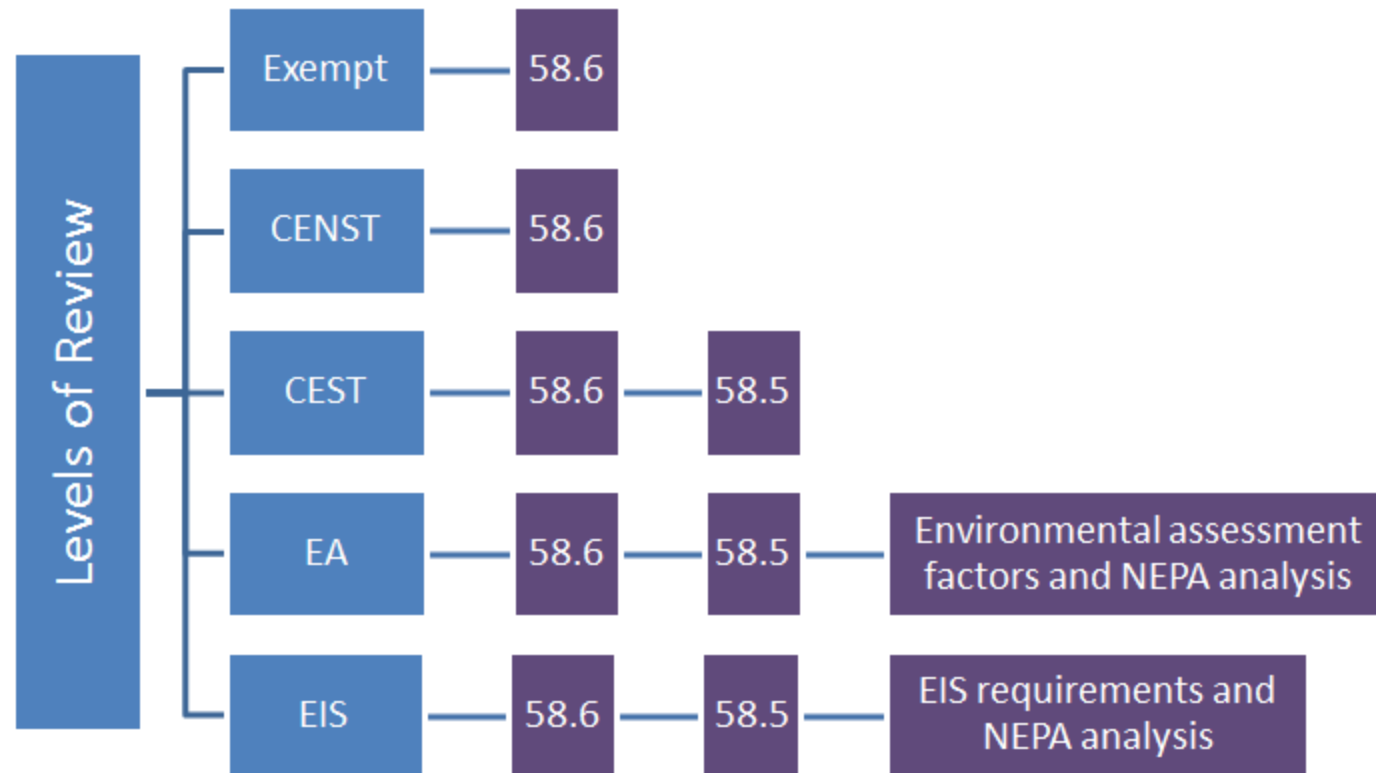 Levels of Review
Exempt
58.6
CENST
58.6
CEST
58.6
58.5
EA
58.6
58.5
Environmental assessment
factors and NEPA analysis
EIS
58.6
58.5
EIS requirements and
NEPA analysis